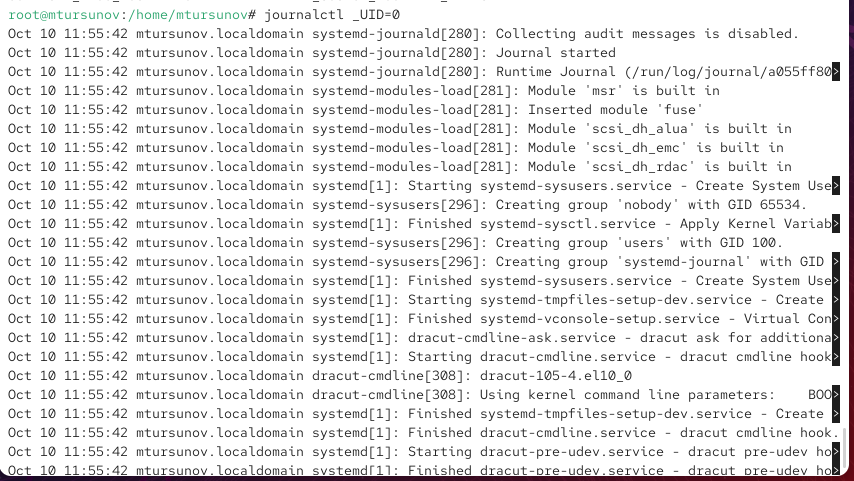 root@mtursunov:/home/mtursunov# journalctl _UID=0
Oct 10 11:55:42 mtursunov.localdomain systemd-journald[280]: Collecting audit messages is disabled.
Oct 10 11:55:42 mtursunov.localdomain systemd-journald[280]: Journal started
Oct 10 11:55:42 mtursunov.localdomain systemd-journald[280]: Runtime Journal (/run/log/journal/a055ff80>
Oct 10 11:55:42 mtursunov.localdomain systemd-modules-load[281]: Module 'msr' is built in
Oct 10 11:55:42 mtursunov.localdomain systemd-modules-load[281]: Inserted module 'fuse'
Oct 10 11:55:42 mtursunov.localdomain systemd-modules-load[281]: Module 'scsi_dh_alua' is built in
Oct 10 11:55:42 mtursunov.localdomain systemd-modules-load[281]: Module 'scsi_dh_emc' is built in
Oct 10 11:55:42 mtursunov.localdomain systemd-modules-load[281]: Module 'scsi_dh_rdac' is built in
Oct 10 11:55:42 mtursunov.localdomain systemd[1]: Starting systemd-sysusers.service - Create System Use>
Oct 10 11:55:42 mtursunov.localdomain systemd-sysusers[296]: Creating group 'nobody' with GID 65534.
Oct 10 11:55:42 mtursunov.localdomain systemd[1]: Finished systemd-sysctl.service - Apply Kernel Variab>
Oct 10 11:55:42 mtursunov.localdomain systemd-sysusers[296]: Creating group 'users' with GID 100.
Oct 10 11:55:42 mtursunov.localdomain systemd-sysusers[296]: Creating group 'systemd-journal' with GID >
Oct 10 11:55:42 mtursunov.localdomain systemd[1]: Finished systemd-sysusers.service - Create System Use>
Oct 10 11:55:42 mtursunov.localdomain systemd[1]: Starting systemd-tmpfiles-setup-dev.service - Create >
Oct 10 11:55:42 mtursunov.localdomain systemd[1]: Finished systemd-vconsole-setup.service - Virtual Con>
Oct 10 11:55:42 mtursunov.localdomain systemd[1]: dracut-cmdline-ask.service - dracut ask for additiona>
Oct 10 11:55:42 mtursunov.localdomain systemd[1]: Starting dracut-cmdline.service - dracut cmdline hook>
Oct 10 11:55:42 mtursunov.localdomain dracut-cmdline[308]: dracut-105-4.el10_0
Oct 10 11:55:42 mtursunov.localdomain dracut-cmdline[308]: Using kernel command line parameters:    BOO>
Oct 10 11:55:42 mtursunov.localdomain systemd[1]: Finished systemd-tmpfiles-setup-dev.service - Create >
Oct 10 11:55:42 mtursunov.localdomain systemd[1]: Finished dracut-cmdline.service - dracut cmdline hook.
Oct 10 11:55:42 mtursunov.localdomain systemd[1]: Starting dracut-pre-udev.service - dracut pre-udev ho>
Oct 10 11:55:42 mtursunov.localdomain systemd[1]: Finished dracut-pre-udev.service - dracut pre-udev ho>